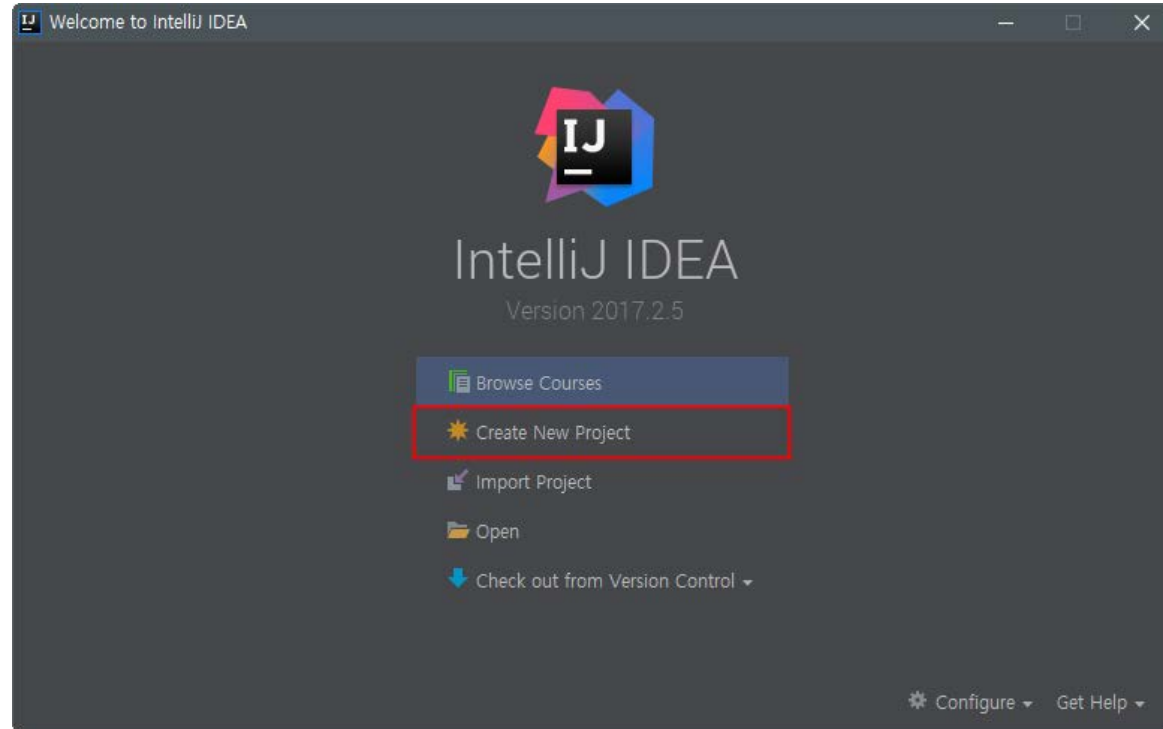 Welcome to IntelliJ IDEA
IJ
IntelliJ IDEA
Version 2017.2.5
Browse Courses
Create New Project
Import Project
Open
Check out from Version Control
Configure Get Help